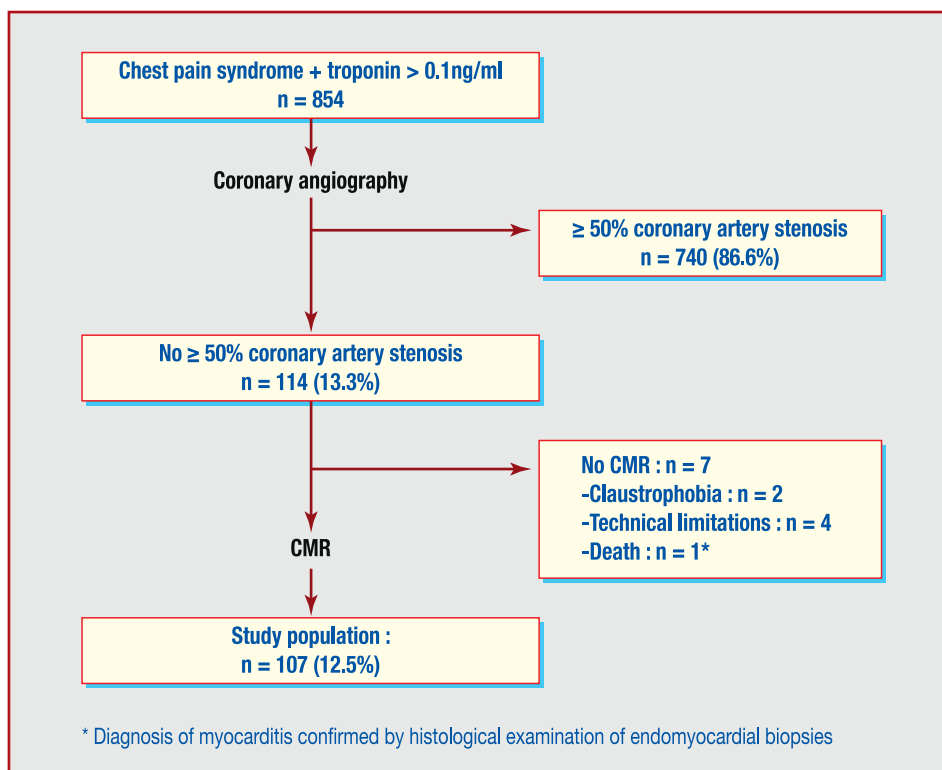 Chest pain syndrome + troponin > 0.1ng/ml
n = 854
Coronary angiography
≥ 50% coronary artery stenosis
n = 740 (86.6%)
No ≥ 50% coronary artery stenosis
n = 114 (13.3%)
No CMR : n = 7
-Claustrophobia : n = 2
-Technical limitations : n = 4
-Death : n = 1*
CMR
Study population :
n = 107 (12.5%)
* Diagnosis of myocarditis confirmed by histological examination of endomyocardial biopsies